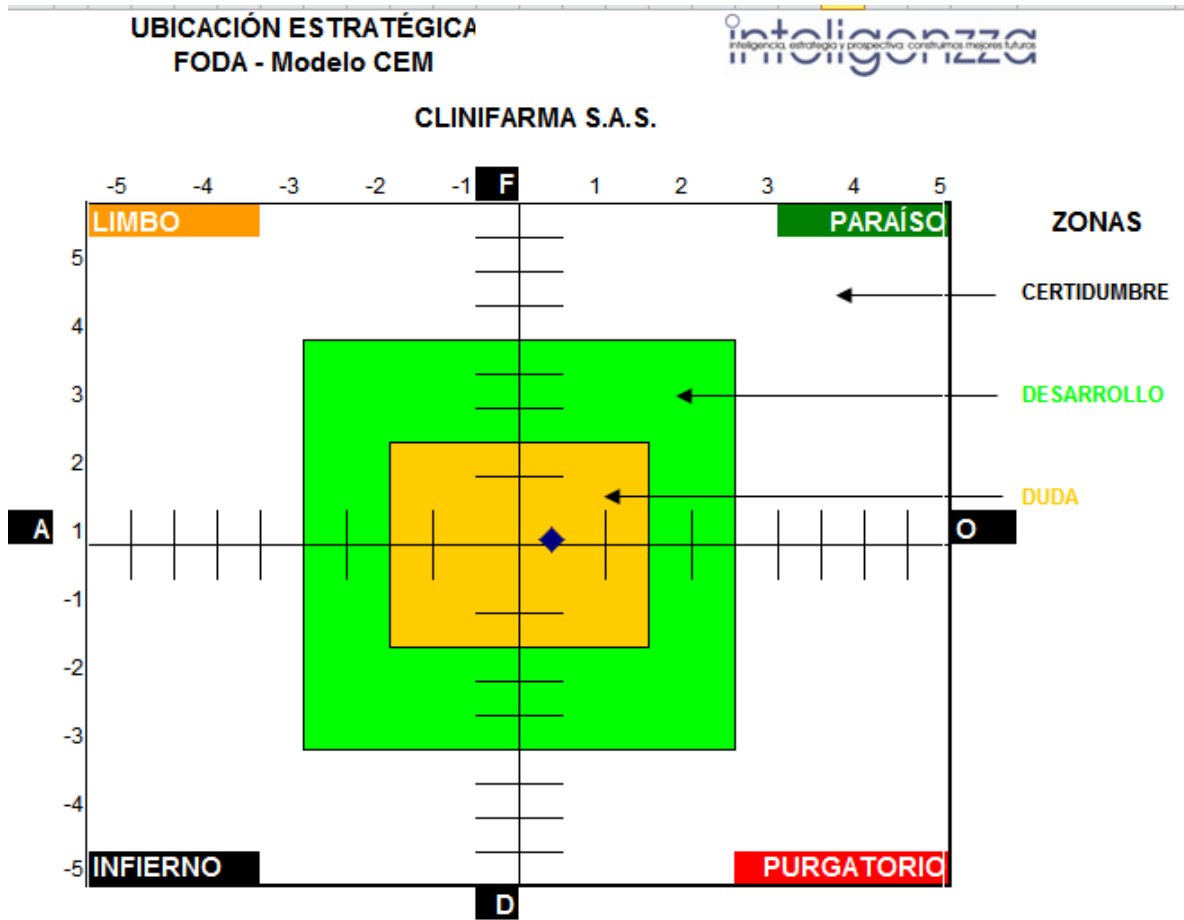 UBICACIÓN ESTRATÉGICA
FODA - Modelo CEM
inteligenzza
inteligencia, estrategia y prospectiva: construimos mejores futuros
CLINIFARMA S.A.S.
-5 -4 -3 -2 -1 F 1 2 3 4 5
LIMBO PARAÍSO ZONAS
5
CERTIDUMBRE
4
3 DESARROLLO
2
DUDA
A 1 O
-1
-2
-3
-4
-5 INFIERNO PURGATORIO
D